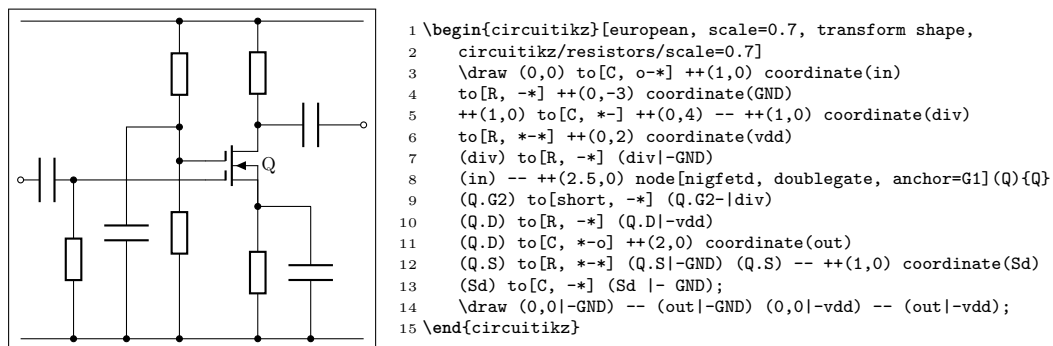 Q
1 \begin{circuitikz}[european, scale=0.7, transform shape,
2 circuitikz/resistors/scale=0.7]
3 \draw (0,0) to[C, o-*] ++(1,0) coordinate(in)
4 to[R, -*] ++(0,-3) coordinate(GND)
5 ++(1,0) to[C, *-] ++(0,4) -- ++(1,0) coordinate(div)
6 to[R, *-*] ++(0,2) coordinate(vdd)
7 (div) to[R, -*] (div|-GND)
8 (in) -- ++(2.5,0) node[nigfetd, doublegate, anchor=G1](Q){Q}
9 (Q.G2) to[short, -*] (Q.G2-|div)
10 (Q.D) to[R, -*] (Q.D|-vdd)
11 (Q.D) to[C, *-o] ++(2,0) coordinate(out)
12 (Q.S) to[R, *-*] (Q.S|-GND) (Q.S) -- ++(1,0) coordinate(Sd)
13 (Sd) to[C, -*] (Sd |- GND);
14 \draw (0,0|-GND) -- (out|-GND) (0,0|-vdd) -- (out|-vdd);
15 \end{circuitikz}